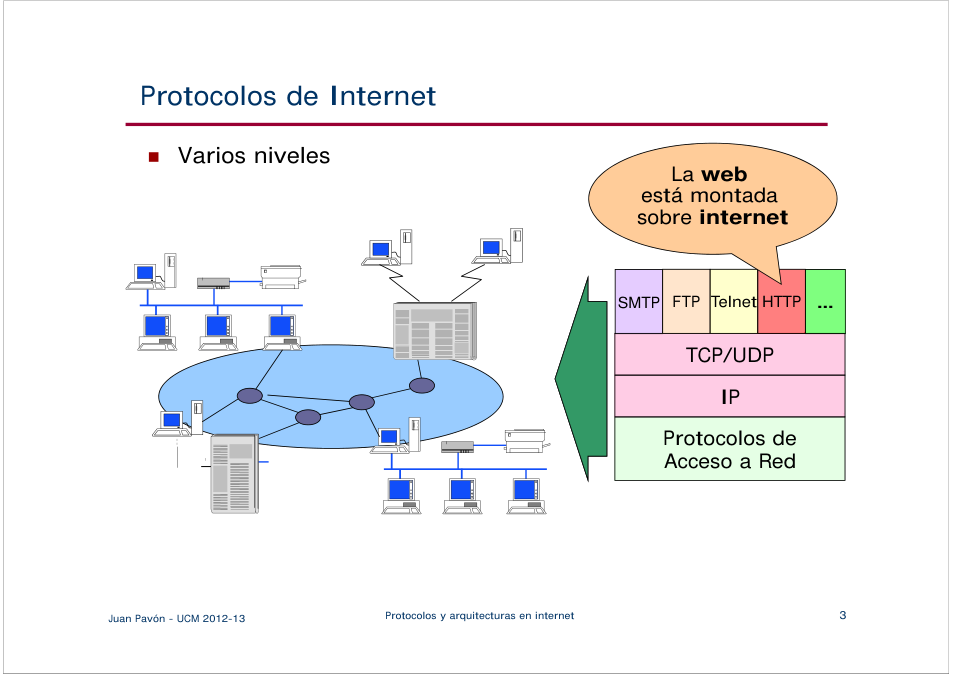 Protocolos de Internet
Varios niveles
La web
está montada
sobre internet
SMTP FTP Telnet HTTP ...
TCP/UDP
IP
Protocolos de
Acceso a Red
Juan Pavón - UCM 2012-13
Protocolos y arquitecturas en internet
3